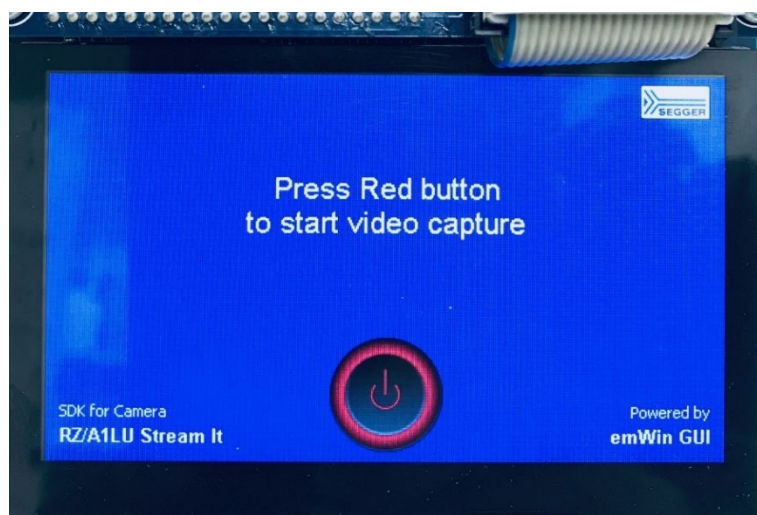 SEGGER
Press Red button
to start video capture
SDK for Camera
RZ/A1LU Stream It
Powered by
emWin GUI